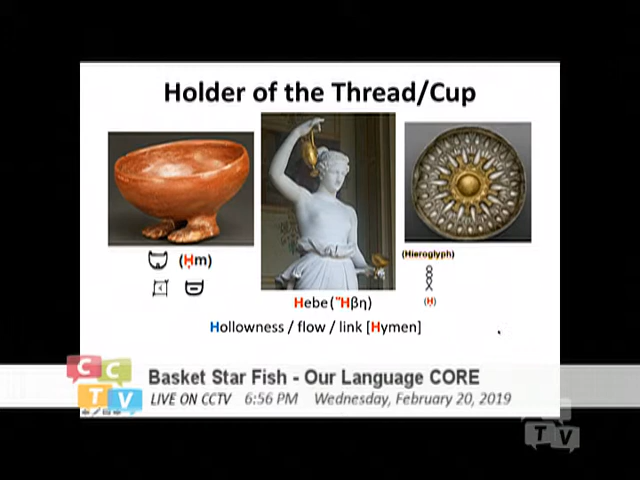 Holder of the Thread/Cup
(Ḥm)
(Hieroglyph)
(Ḥ)
Hebe (Ἥβη)
Hollowness / flow / link [Hymen]
CCTV
Basket Star Fish - Our Language CORE
LIVE ON CCTV 6:56 PM Wednesday, February 20, 2019
TV